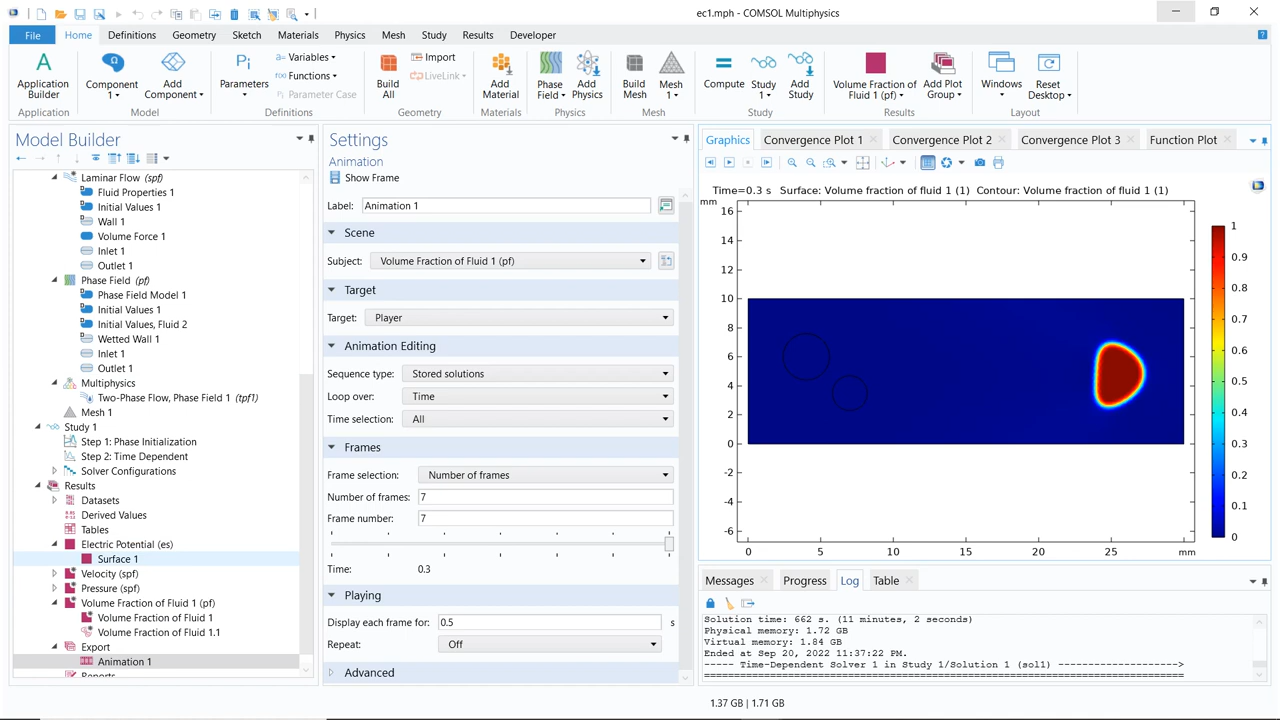 ec1.mph - COMSOL Multiphysics
File Home Definitions Geometry Sketch Materials Physics Mesh Study Results Developer
Application Builder
Component 1
Add Component
Parameters
a= Variables
f(x) Functions
Pi Parameter Case
Build All
Import
LiveLink
Add Material
Phase Field
Add Physics
Build Mesh
Mesh 1
Compute
Study 1
Add Study
Volume Fraction of Fluid 1 (pf)
Add Plot Group
Windows
Reset Desktop
Application Model Definitions Geometry Materials Physics Mesh Study Results Layout
Model Builder
Laminar Flow (spf)
Fluid Properties 1
Initial Values 1
Wall 1
Volume Force 1
Inlet 1
Outlet 1
Phase Field (pf)
Phase Field Model 1
Initial Values 1
Initial Values, Fluid 2
Wetted Wall 1
Inlet 1
Outlet 1
Multiphysics
Two-Phase Flow, Phase Field 1 (tpf1)
Mesh 1
Study 1
Step 1: Phase Initialization
Step 2: Time Dependent
Solver Configurations
Results
Datasets
Derived Values
Tables
Electric Potential (es)
Surface 1
Velocity (spf)
Pressure (spf)
Volume Fraction of Fluid 1 (pf)
Volume Fraction of Fluid 1
Volume Fraction of Fluid 1.1
Export
Animation 1
Reports
Settings
Animation
Show Frame
Label: Animation 1
Scene
Subject: Volume Fraction of Fluid 1 (pf)
Target
Target: Player
Animation Editing
Sequence type: Stored solutions
Loop over: Time
Time selection: All
Frames
Frame selection: Number of frames
Number of frames: 7
Frame number: 7
Time: 0.3
Playing
Display each frame for: 0.5 s
Repeat: Off
Advanced
Graphics Convergence Plot 1 Convergence Plot 2 Convergence Plot 3 Function Plot
Time=0.3 s Surface: Volume fraction of fluid 1 (1) Contour: Volume fraction of fluid 1 (1)
mm
16
14
12
10
8
6
4
2
0
-2
-4
-6
0 5 10 15 20 25 mm
1
0.9
0.8
0.7
0.6
0.5
0.4
0.3
0.2
0.1
0
Messages Progress Log Table
Solution time: 662 s. (11 minutes, 2 seconds)
Physical memory: 1.72 GB
Virtual memory: 1.84 GB
Ended at Sep 20, 2022 11:37:22 PM.
----- Time-Dependent Solver 1 in Study 1/Solution 1 (sol1) -------------------->
1.37 GB | 1.71 GB